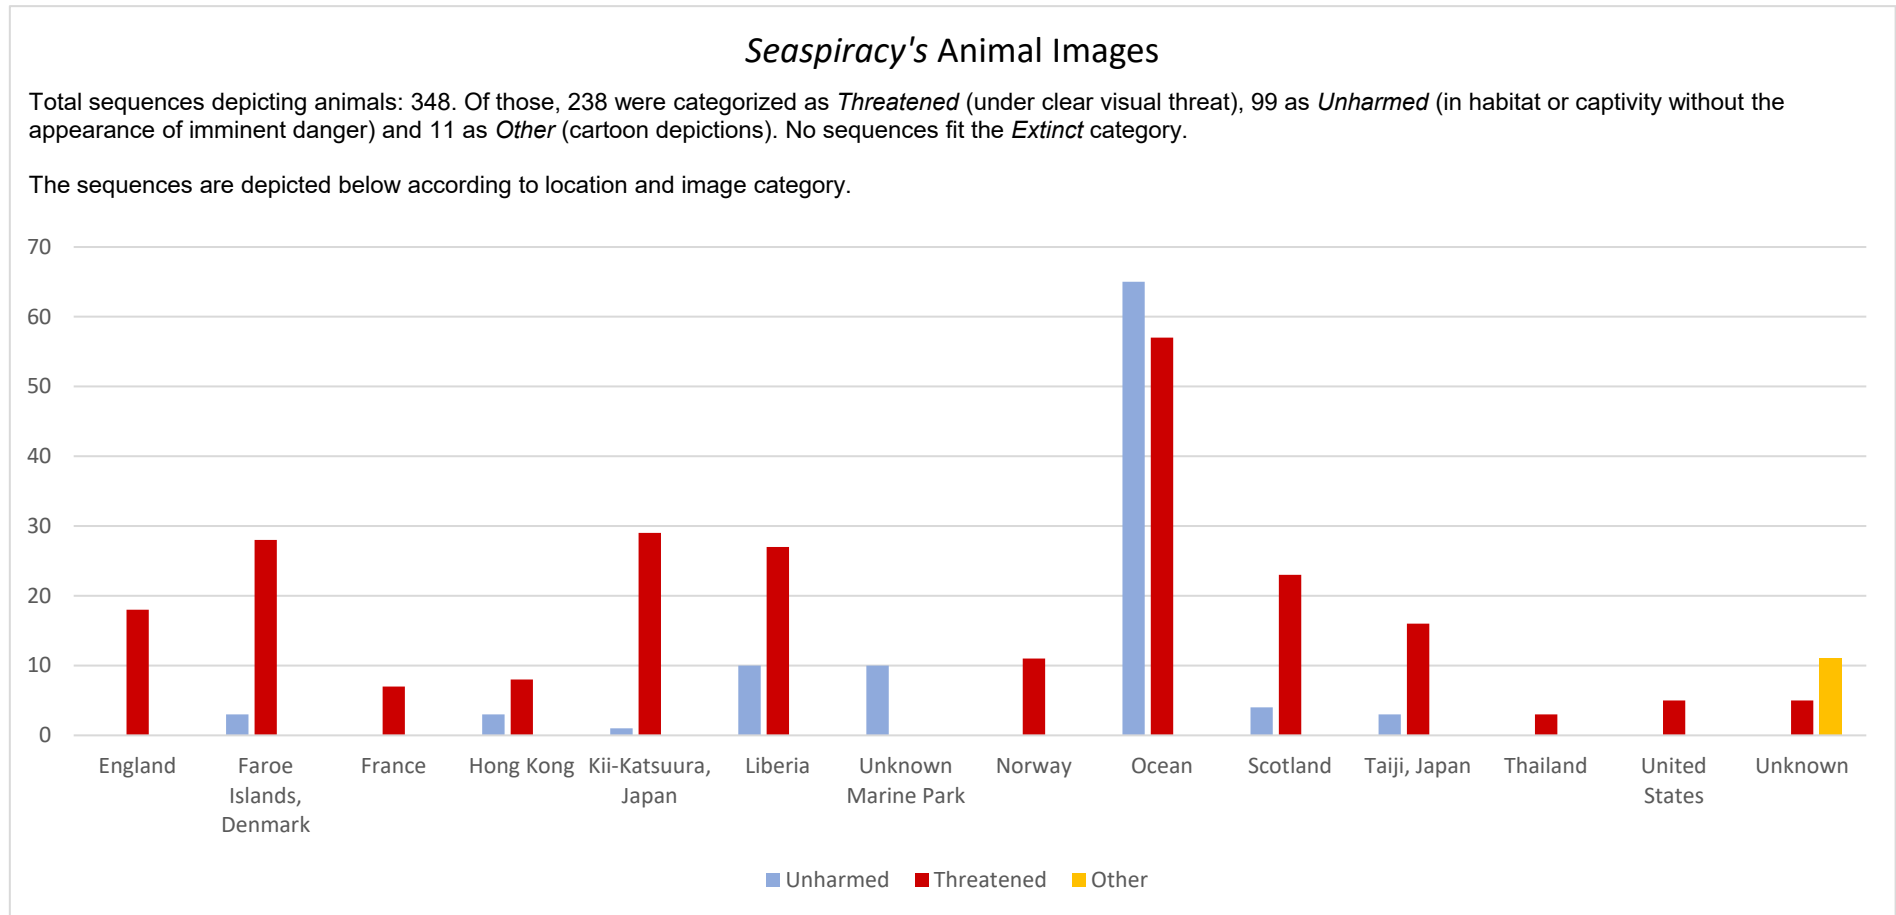 Seaspiracy's Animal Images
Total sequences depicting animals: 348. Of those, 238 were categorized as Threatened (under clear visual threat), 99 as Unharmed (in habitat or captivity without the
appearance of imminent danger) and 11 as Other (cartoon depictions). No sequences fit the Extinct category.
The sequences are depicted below according to location and image category.
70
60
50
40
30
20
10
0
England
Faroe
Islands,
Denmark
France
Hong Kong
Kii-Katsuura,
Japan
Liberia
Unknown
Marine Park
Norway
Ocean
Scotland
Taiji, Japan
Thailand
United
States
Unknown
Unharmed
Threatened
Other